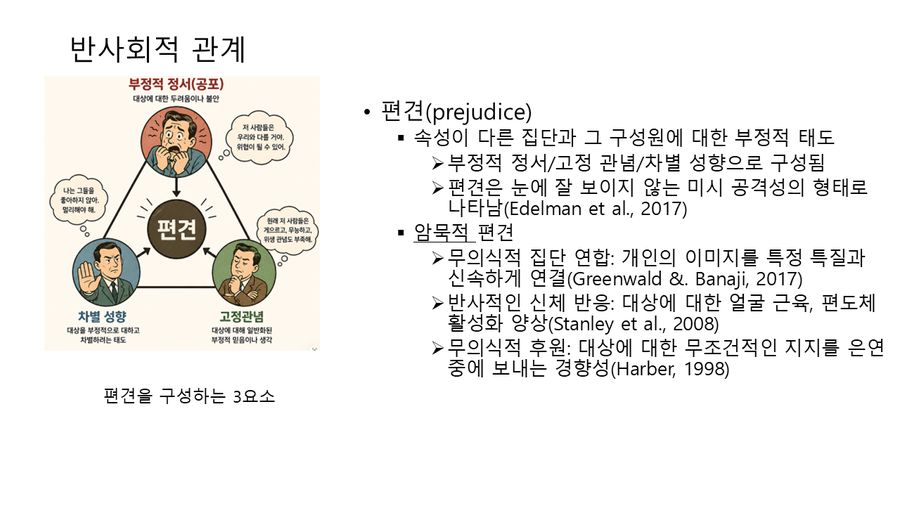 반사회적 관계
부정적 정서(공포)
대상에 대한 두려움이나 불안
저 사람들은
우리와 다를 거야.
위협이 될 수 있어.
나는 그들을
좋아하지 않아.
멀리해야 해.
편견
원래 저 사람들은
게으르고, 무능하고,
위생 관념도 부족해.
차별 성향
대상을 부정적으로 대하고
차별하려는 태도
고정관념
대상에 대해 일반화된
부정적 믿음이나 생각
편견을 구성하는 3요소
• 편견(prejudice)
▪ 속성이 다른 집단과 그 구성원에 대한 부정적 태도
➢부정적 정서/고정 관념/차별 성향으로 구성됨
➢편견은 눈에 잘 보이지 않는 미시 공격성의 형태로
나타남(Edelman et al., 2017)
▪ 암묵적 편견
➢무의식적 집단 연합: 개인의 이미지를 특정 특질과
신속하게 연결(Greenwald &. Banaji, 2017)
➢반사적인 신체 반응: 대상에 대한 얼굴 근육, 편도체
활성화 양상(Stanley et al., 2008)
➢무의식적 후원: 대상에 대한 무조건적인 지지를 은연
중에 보내는 경향성(Harber, 1998)